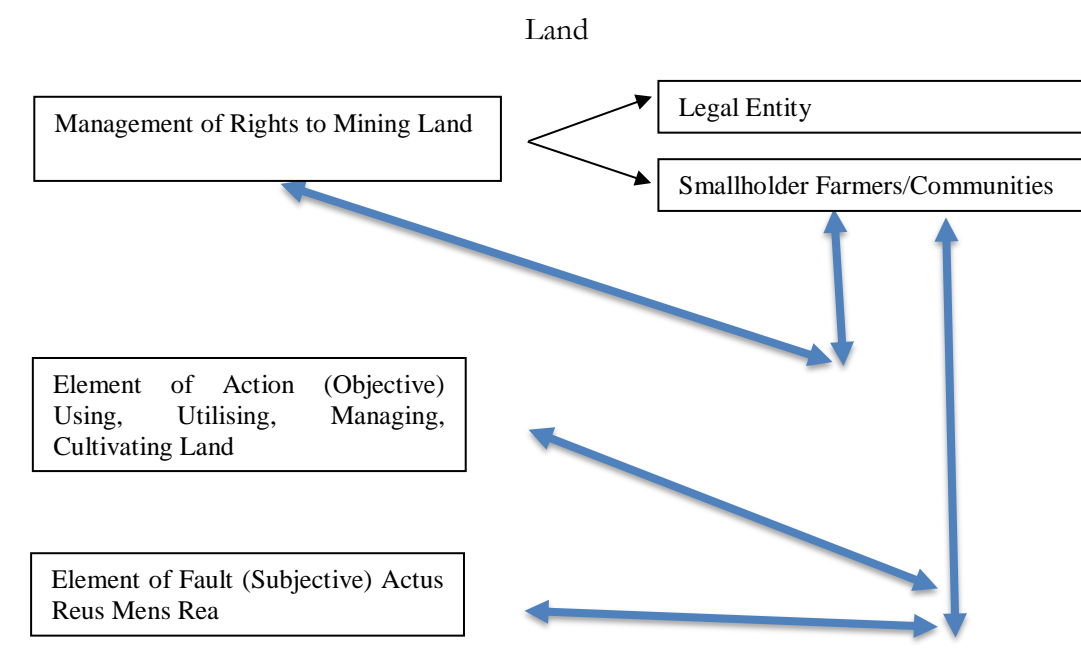 Land
Management of Rights to Mining Land
Legal Entity
Smallholder Farmers/Communities
Element of Action (Objective)
Using, Utilising, Managing,
Cultivating Land
Element of Fault (Subjective) Actus
Reus Mens Rea